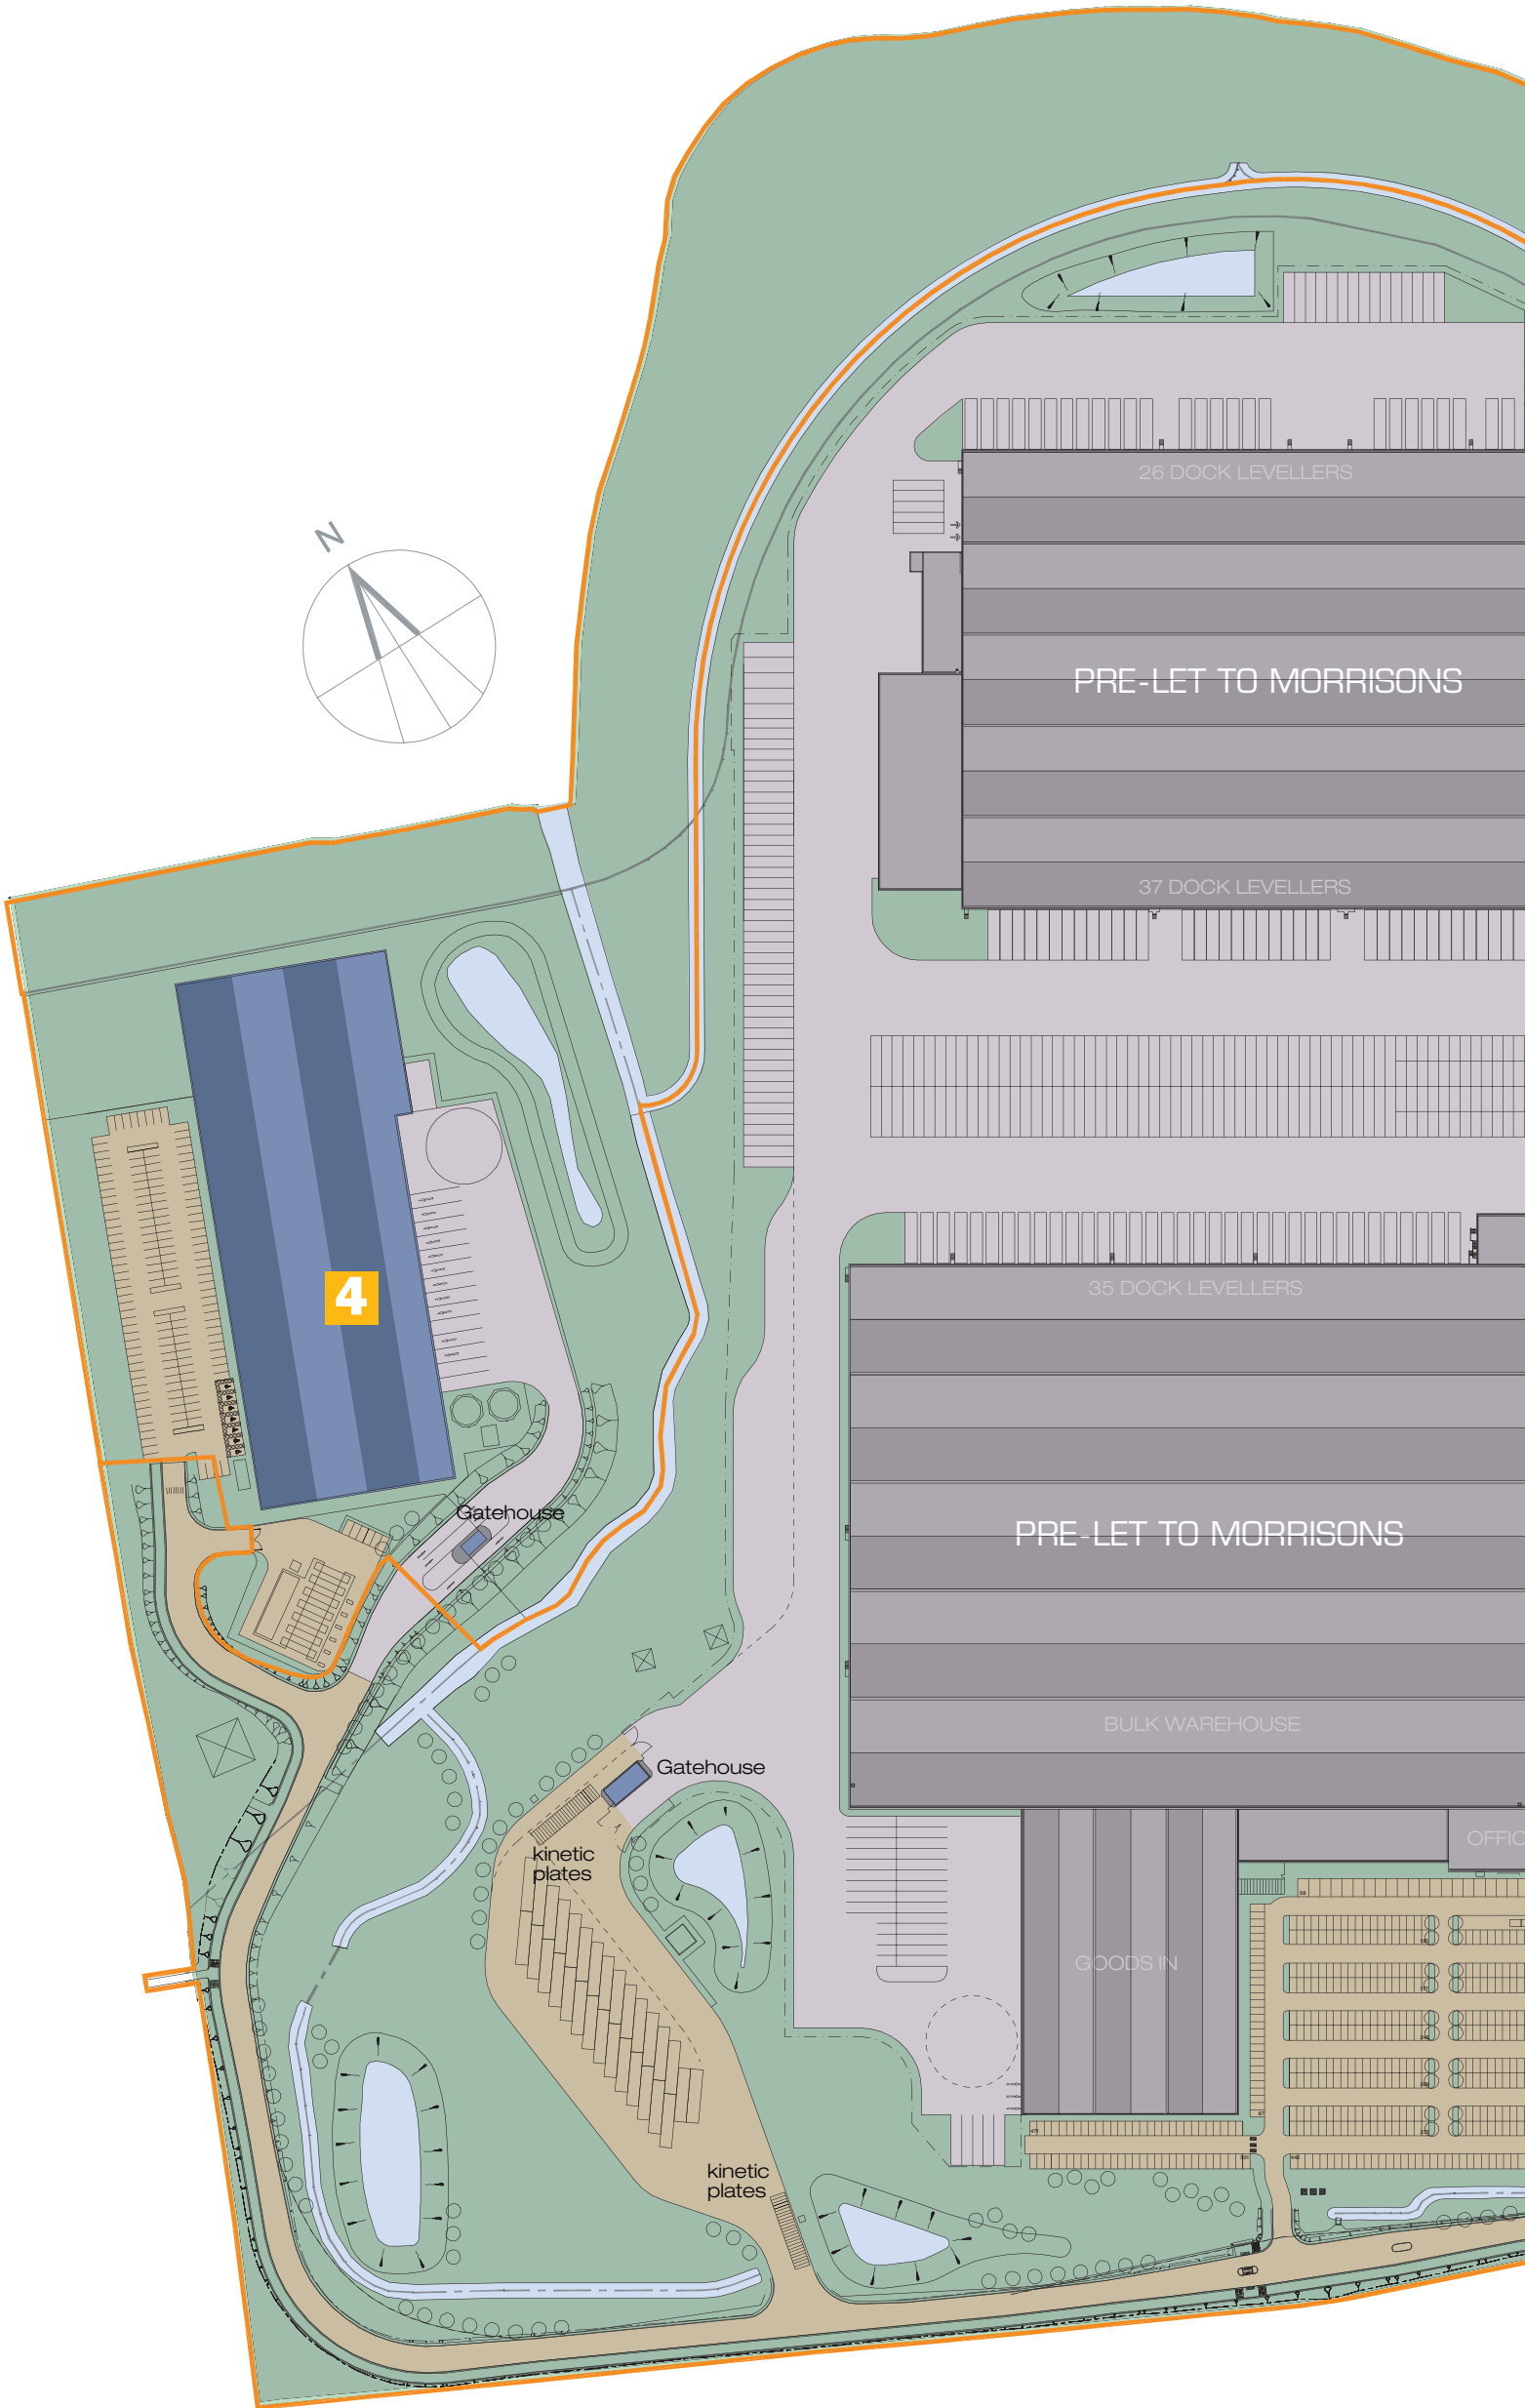 26 DOCK LEVELLERS
N
PRE-LET TO MORRISONS
37 DOCK LEVELLERS
4
35 DOCK LEVELLERS
Gatehouse
PRE-LET TO MORRISONS
BULK WAREHOUSE
Gatehouse
OFFIC
kinetic
plates
GOODS IN
kinetic
plates